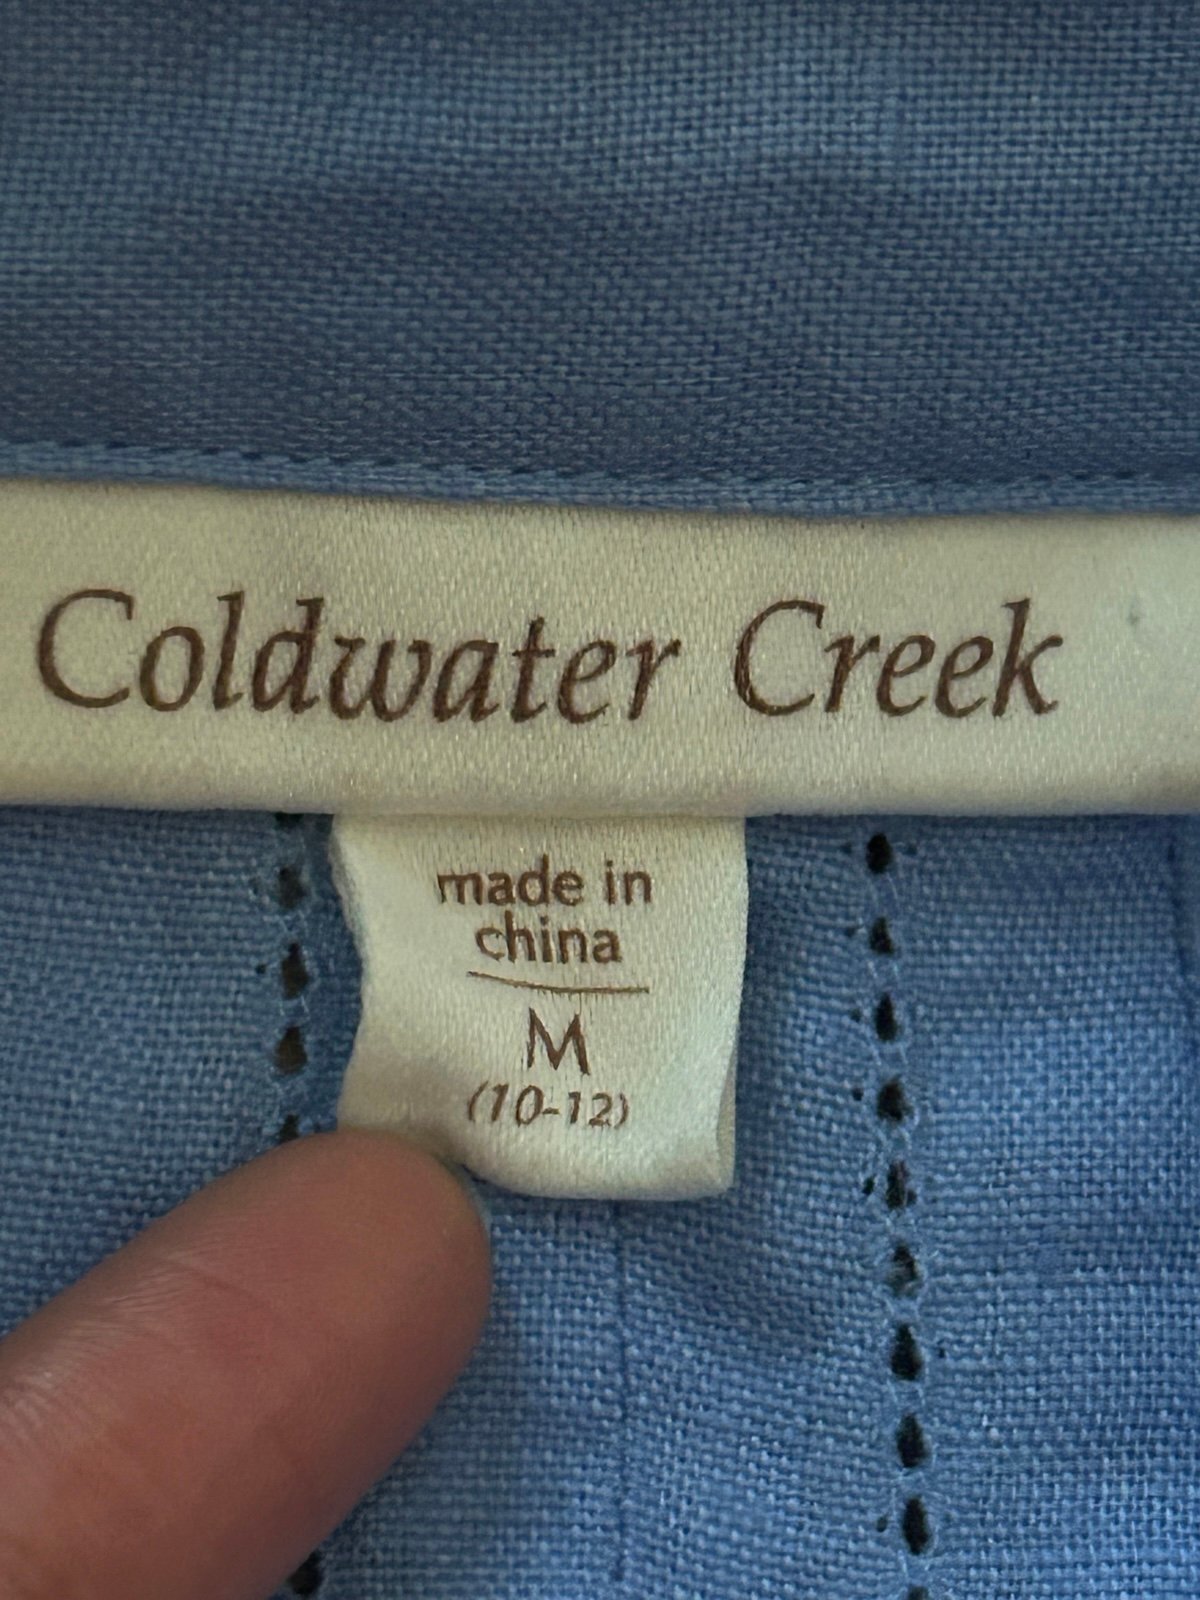 Coldwater Creek
made in
china
M
(10-12)